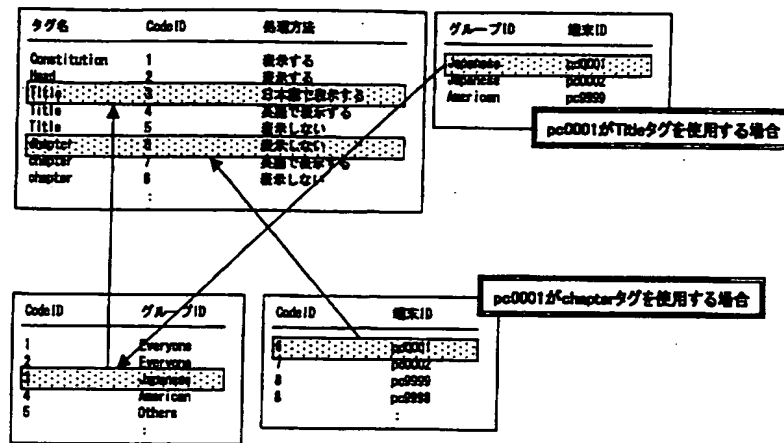 タグ名 CodeID 処理方法
Constitution 1 表示する
Head 2 表示する
Title 3 日本語で表示する
Title 4 英語で表示する
Title 5 表示しない
chapter 6 表示しない
chapter 7 英語で表示する
chapter 8 表示しない
:
グループID 端末ID
Japanese pc0001
Japanese pc0002
American pc9999
pc0001がTitleタグを使用する場合
CodeID グループID
1 Everyone
2 Everyone
3 Japanese
4 American
5 Others
:
pc0001がchapterタグを使用する場合
CodeID 端末ID
6 pc0001
7 pc0002
8 pc9999
8 pc9998
: